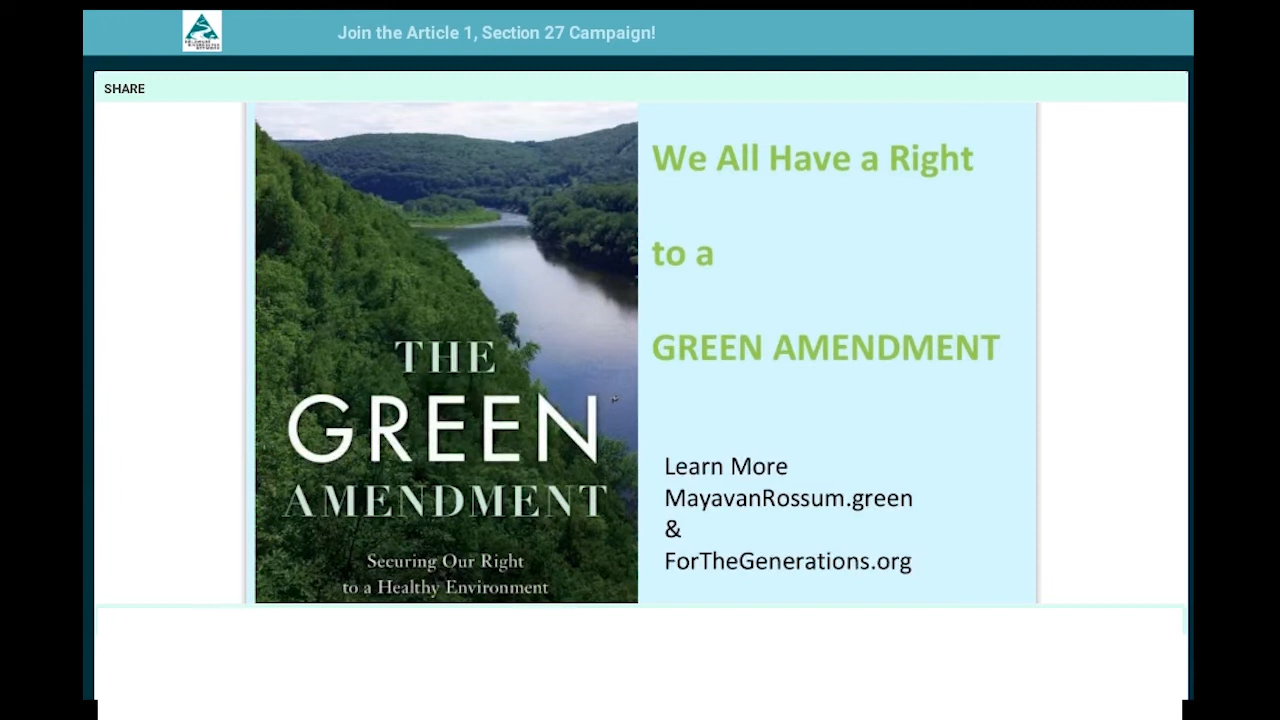 Join the Article 1, Section 27 Campaign!
SHARE
THE
GREEN
AMENDMENT
Securing Our Right
to a Healthy Environment
We All Have a Right
to a
GREEN AMENDMENT
Learn More
MayavanRossum.green
&
ForTheGenerations.org